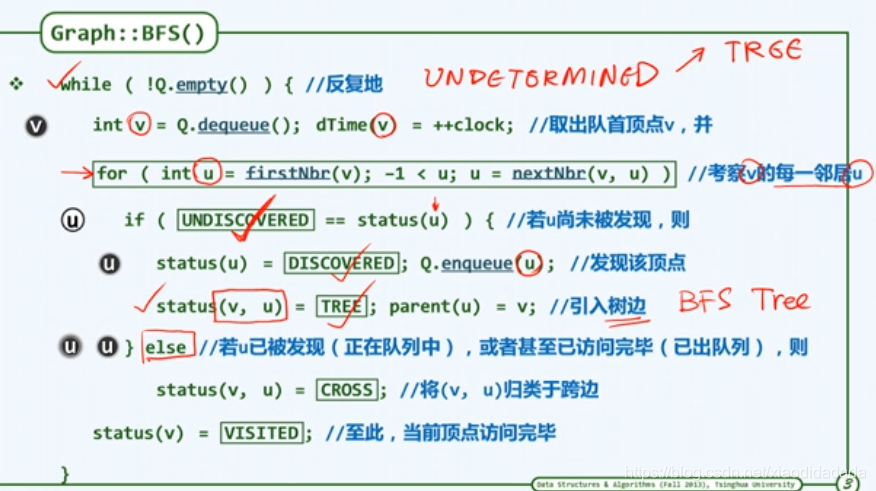 Graph::BFS()
UNDETORMINED ↗ TREE
❖ while ( !Q.empty() ) { //反复地
v int v = Q.dequeue(); dTime(v) = ++clock; //取出队首顶点v,并
for ( int u = firstNbr(v); -1 < u; u = nextNbr(v, u) ) //考察v的每一邻居u
u if ( UNDISCOVERED == status(u) ) { //若u尚未被发现,则
u status(u) = DISCOVERED; Q.enqueue(u); //发现该顶点
status(v, u) = TREE; parent(u) = v; //引入树边 BFS Tree
u u } else //若u已被发现(正在队列中),或者甚至已访问完毕(已出队列),则
status(v, u) = CROSS; //将(v, u)归类于跨边
status(v) = VISITED; //至此,当前顶点访问完毕
}
https://blog.csdn.net/xiaodidadada
Data Structures & Algorithms (Fall 2013), Tsinghua University
3